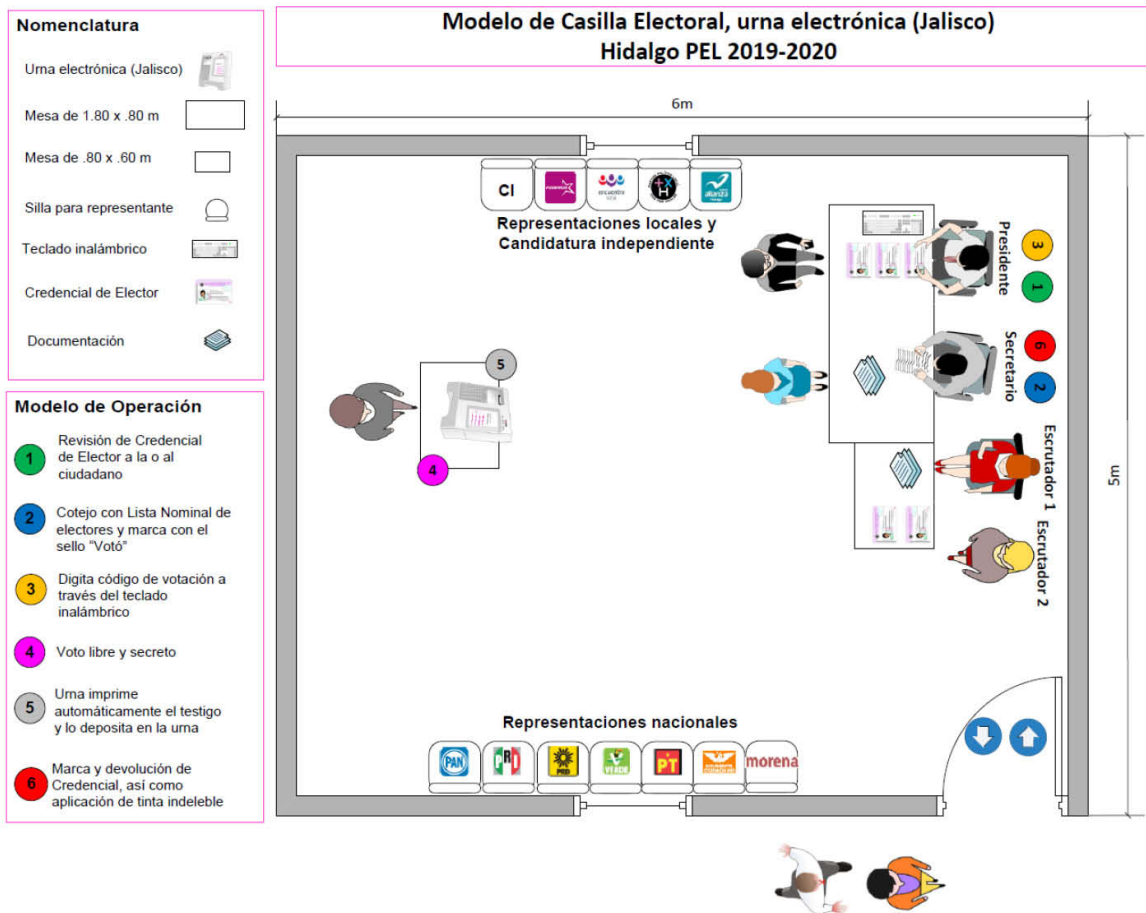 Modelo de Casilla Electoral, urna electrónica (Jalisco)
Hidalgo PEL 2019-2020
Nomenclatura
Urna electrónica (Jalisco)
Mesa de 1.80 x .80 m
Mesa de .80 x .60 m
Silla para representante
Teclado inalámbrico
Credencial de Elector
Documentación
Modelo de Operación
1
Revisión de Credencial
de Elector a la o al
ciudadano
2
Cotejo con Lista Nominal de
electores y marca con el
sello "Votó"
3
Digita código de votación a
través del teclado
inalámbrico
4
Voto libre y secreto
5
Urna imprime
automáticamente el testigo
y lo deposita en la urna
6
Marca y devolución de
Credencial, así como
aplicación de tinta indeleble
6m
5m
CI
encuentro
alianza
Representaciones locales y
Candidatura independiente
Presidente
3
1
Secretario
6
2
Escrutador 1
Escrutador 2
5
4
Representaciones nacionales
PAN
PRD
PRD
VERDE
PT
morena